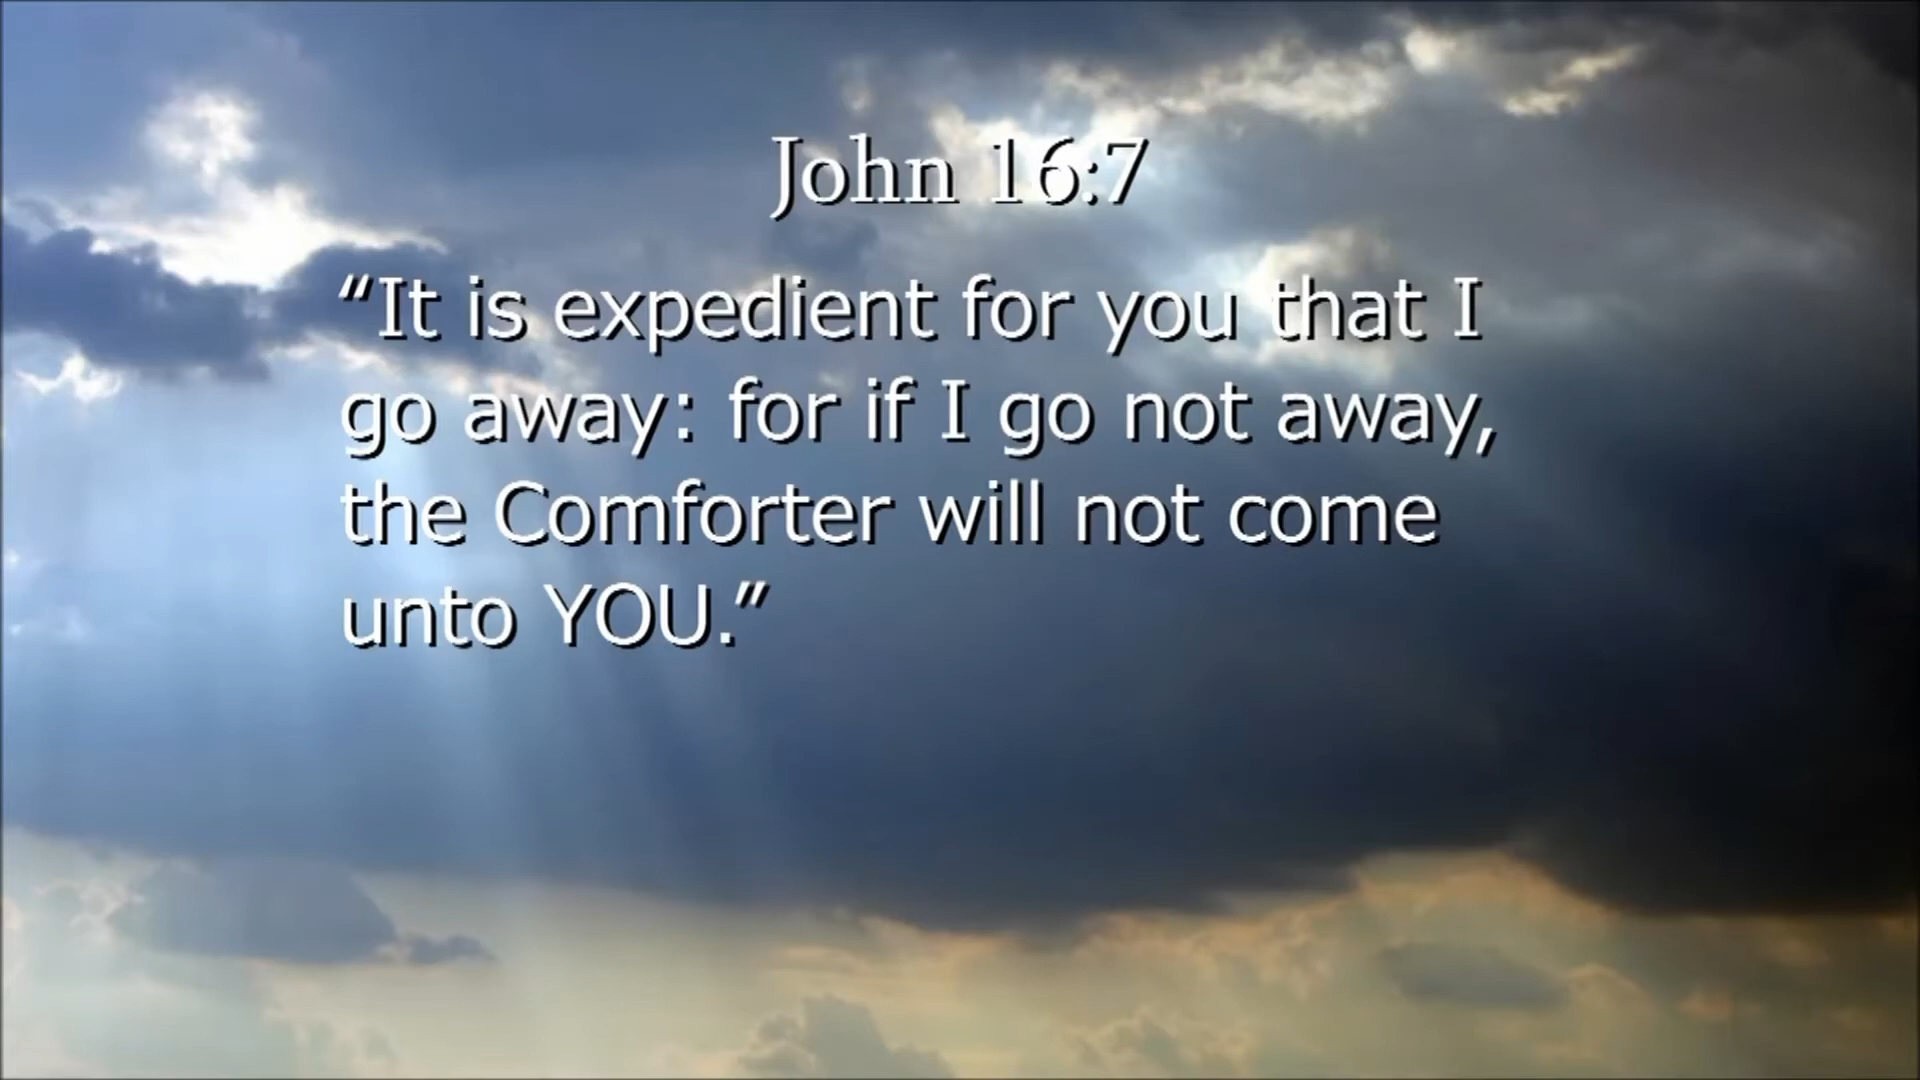 John 16:7
“It is expedient for you that I
go away: for if I go not away,
the Comforter will not come
unto YOU.”